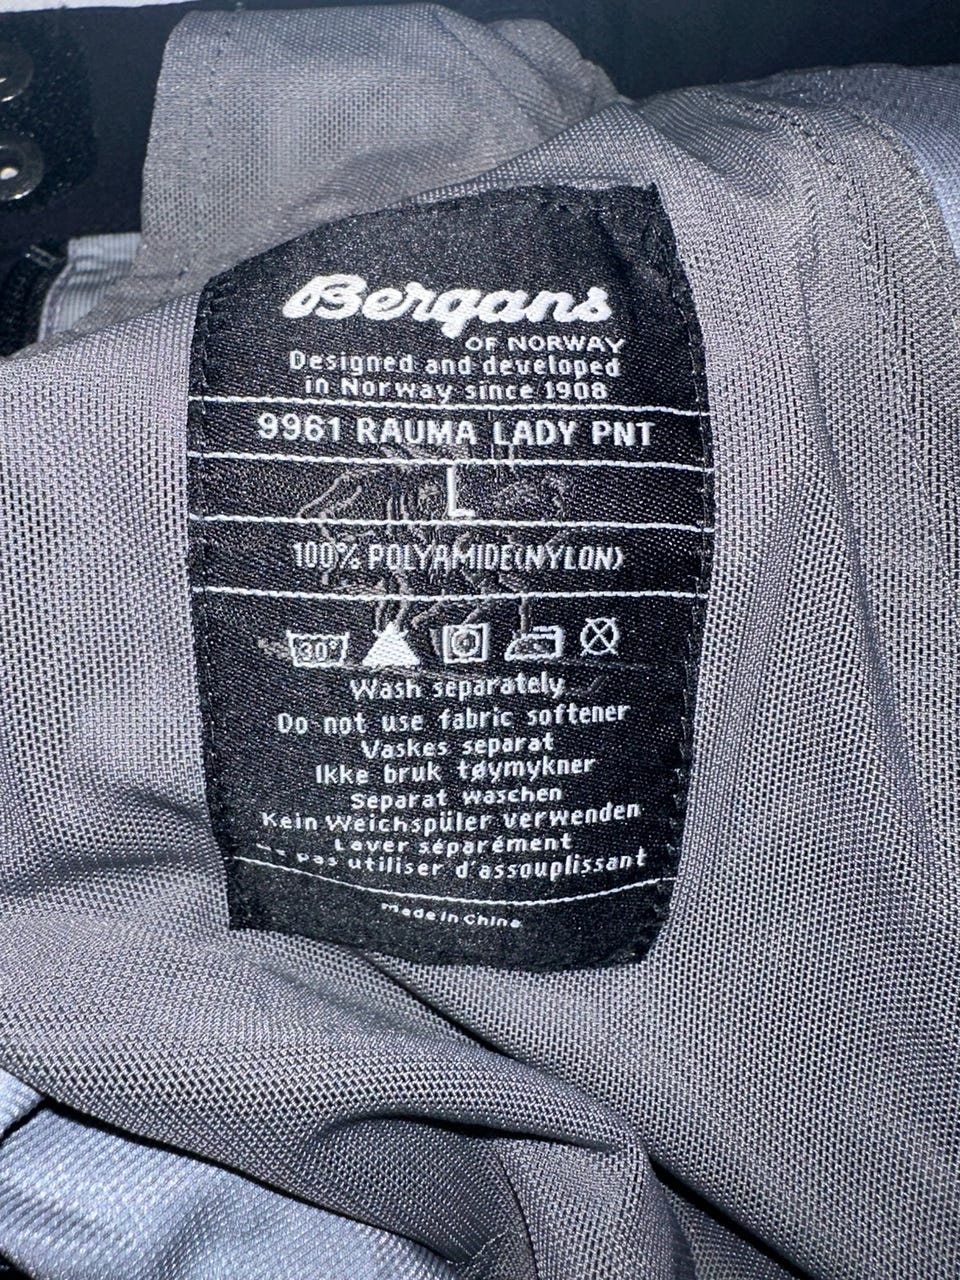 Bergans
OF NORWAY
Designed and developed
in Norway since 1908
9961 RAUMA LADY PNT
L
100% POLYAMIDE(NYLON)
30°
Wash separately
Do not use fabric softener
Vaskes separat
Ikke bruk tøymykner
Separat waschen
Kein Weichspüler verwenden
Laver séparément
Ne pas utiliser d'assouplissant
Made in China